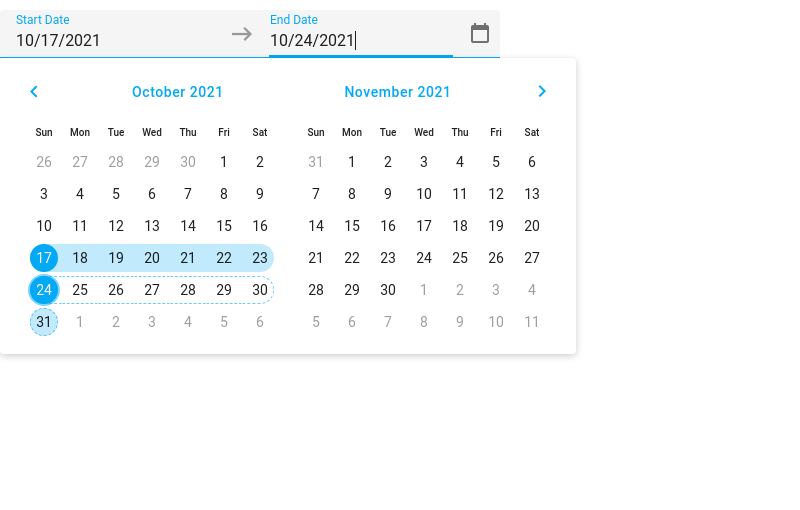 Start Date End Date
10/17/2021 10/24/2021
October 2021 November 2021
Sun Mon Tue Wed Thu Fri Sat Sun Mon Tue Wed Thu Fri Sat
26 27 28 29 30 1 2 31 1 2 3 4 5 6
3 4 5 6 7 8 9 7 8 9 10 11 12 13
10 11 12 13 14 15 16 14 15 16 17 18 19 20
17 18 19 20 21 22 23 21 22 23 24 25 26 27
24 25 26 27 28 29 30 28 29 30 1 2 3 4
31 1 2 3 4 5 6 5 6 7 8 9 10 11